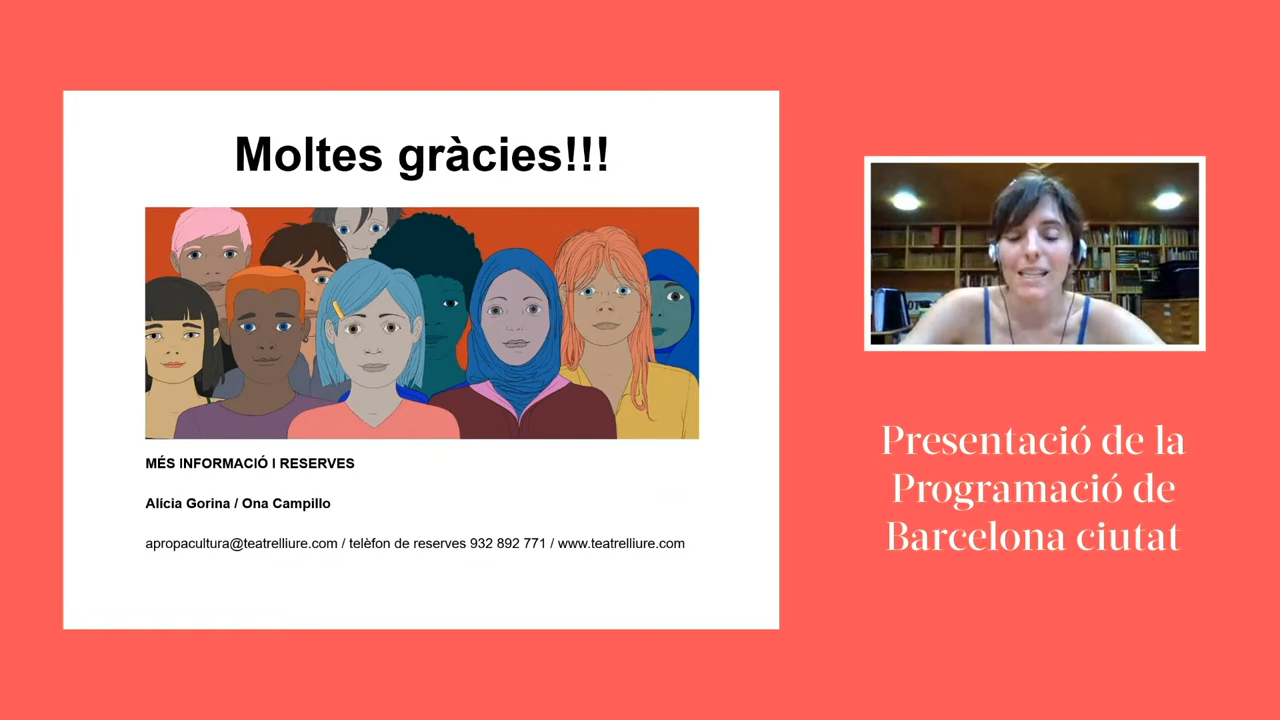 Moltes gràcies!!!
MÉS INFORMACIÓ I RESERVES
Alícia Gorina / Ona Campillo
apropacultura@teatrelliure.com / telèfon de reserves 932 892 771 / www.teatrelliure.com
Presentació de la
Programació de
Barcelona ciutat